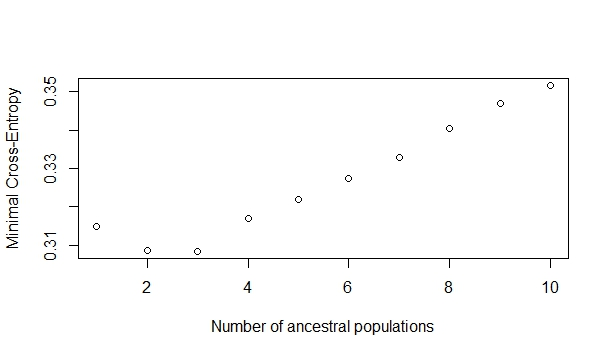 Minimal Cross-Entropy
0.35
0.33
0.31
2 4 6 8 10
Number of ancestral populations